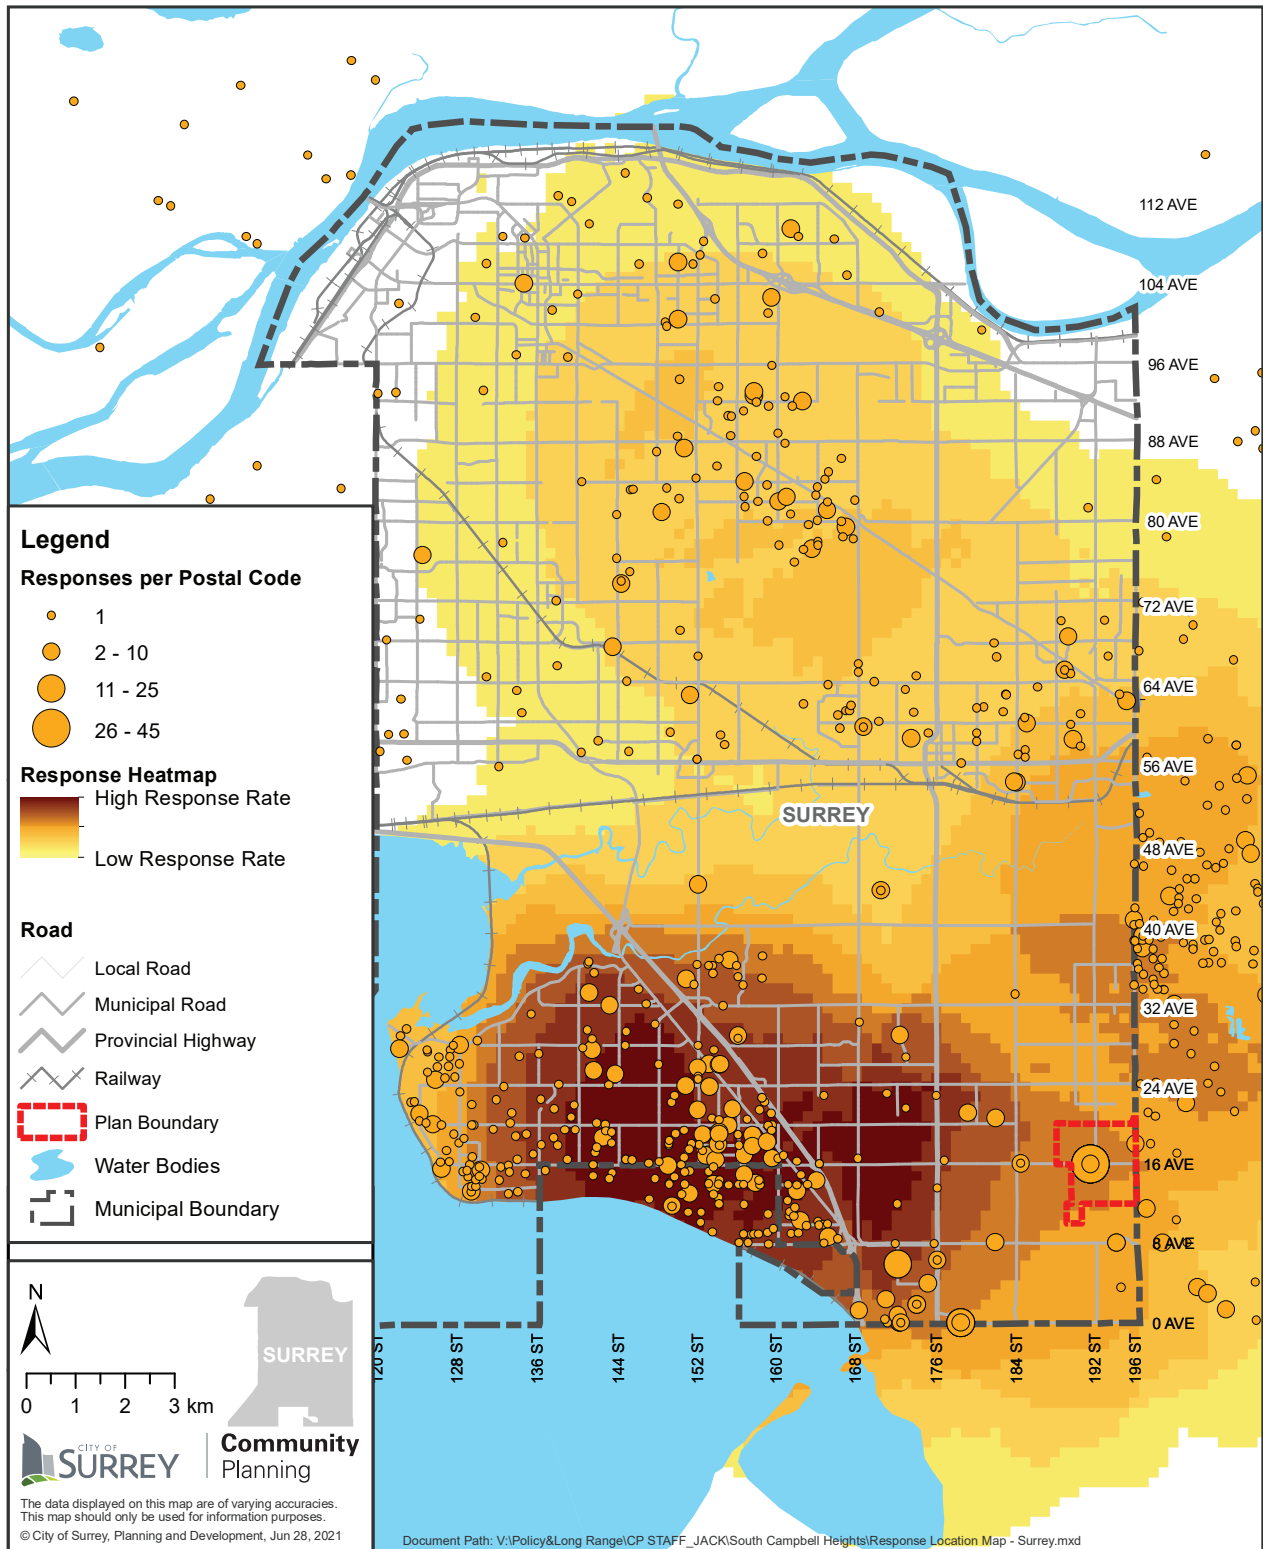 112 AVE
104 AVE
96 AVE
88 AVE
80 AVE
72 AVE
64 AVE
56 AVE
48 AVE
40 AVE
32 AVE
24 AVE
16 AVE
8 AVE
0 AVE
SURREY
120 ST
128 ST
136 ST
144 ST
152 ST
160 ST
168 ST
176 ST
184 ST
192 ST
196 ST
Legend
Responses per Postal Code
1
2 - 10
11 - 25
26 - 45
Response Heatmap
High Response Rate
Low Response Rate
Road
Local Road
Municipal Road
Provincial Highway
Railway
Plan Boundary
Water Bodies
Municipal Boundary
N
SURREY
0 1 2 3 km
CITY OF
SURREY
Community
Planning
The data displayed on this map are of varying accuracies.
This map should only be used for information purposes.
© City of Surrey, Planning and Development, Jun 28, 2021
Document Path: V:\Policy&Long Range\CP STAFF_JACK\South Campbell Heights\Response Location Map - Surrey.mxd